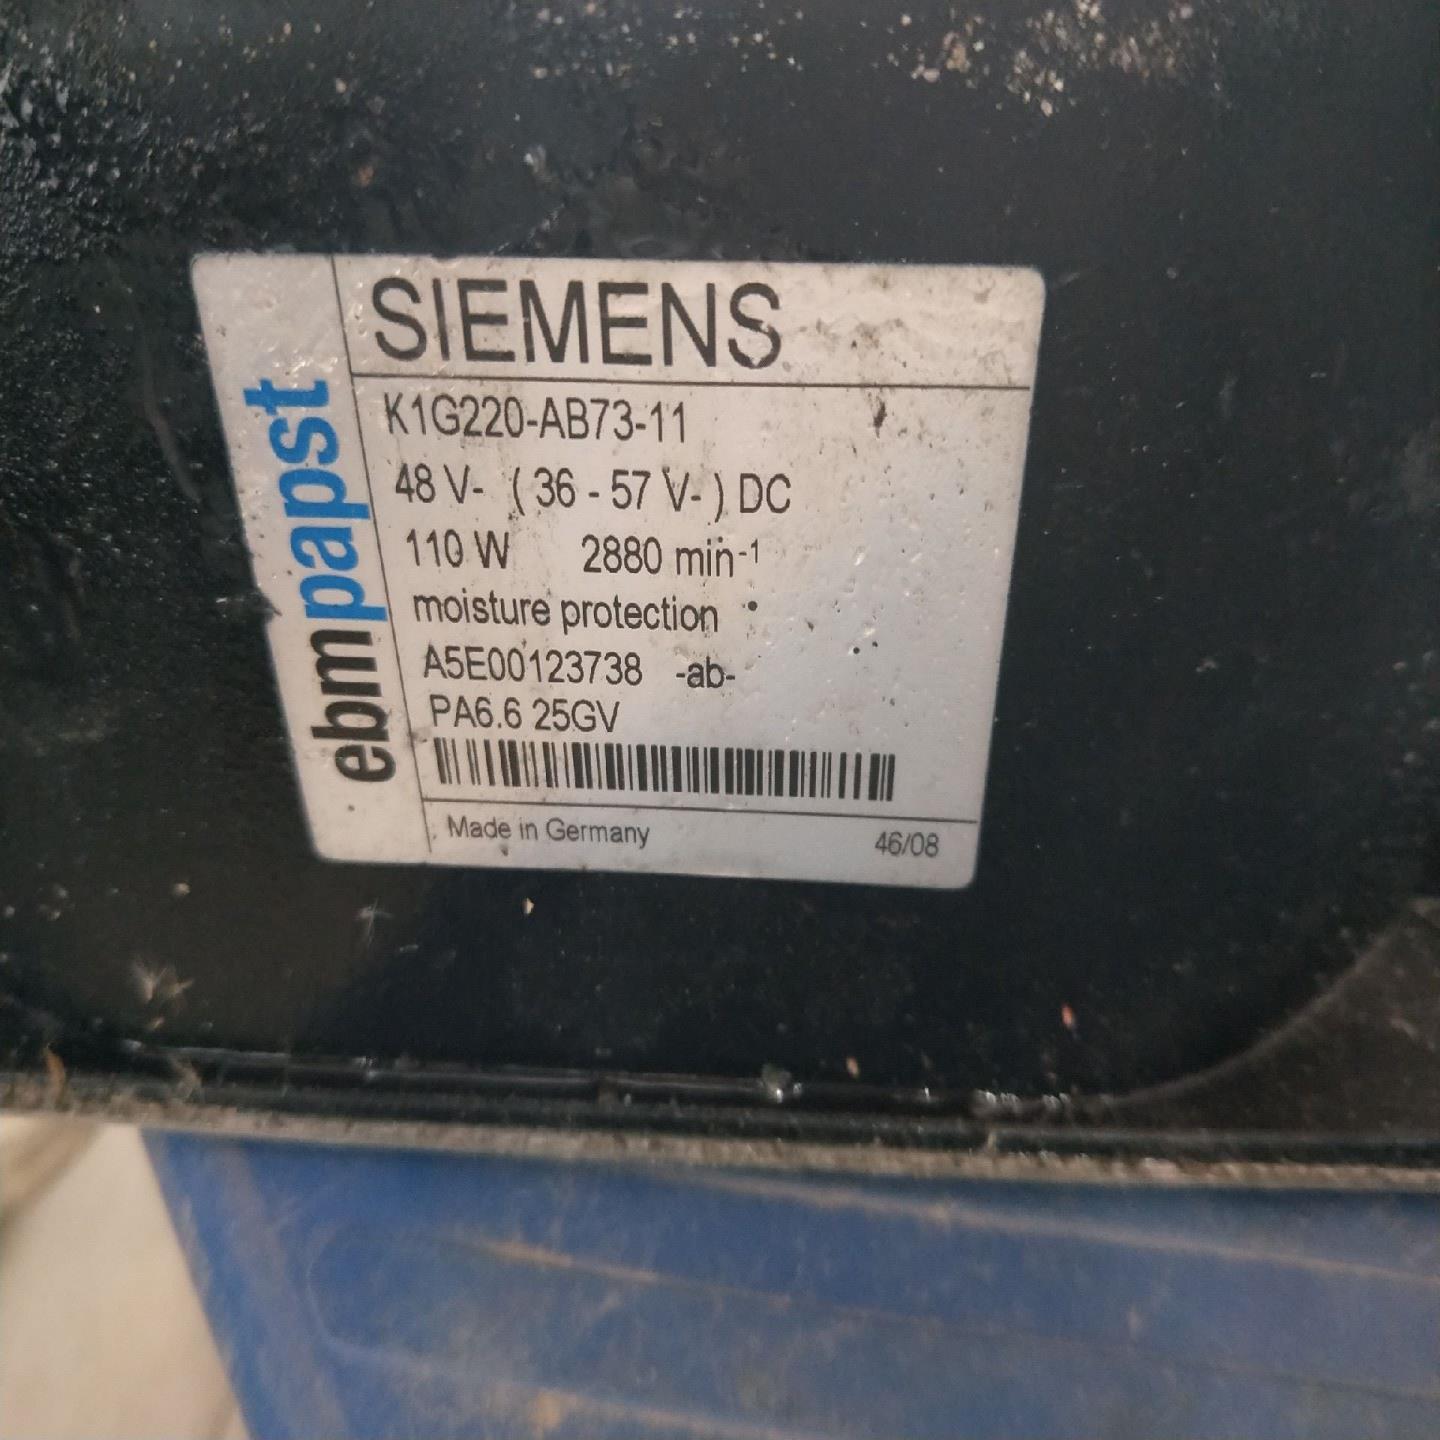 SIEMENS
ebmpapst
K1G220-AB73-11
48 V- ( 36 - 57 V- ) DC
110 W 2880 min-1
moisture protection
A5E00123738 -ab-
PA6.6 25GV
Made in Germany 46/08